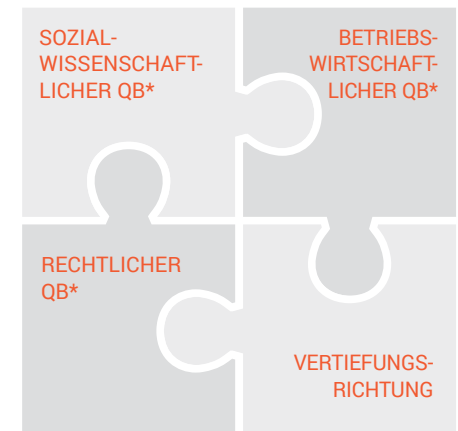 SOZIAL-
WISSENSCHAFT-
LICHER QB*
BETRIEBS-
WIRTSCHAFT-
LICHER QB*
RECHTLICHER
QB*
VERTIEFUNGS-
RICHTUNG